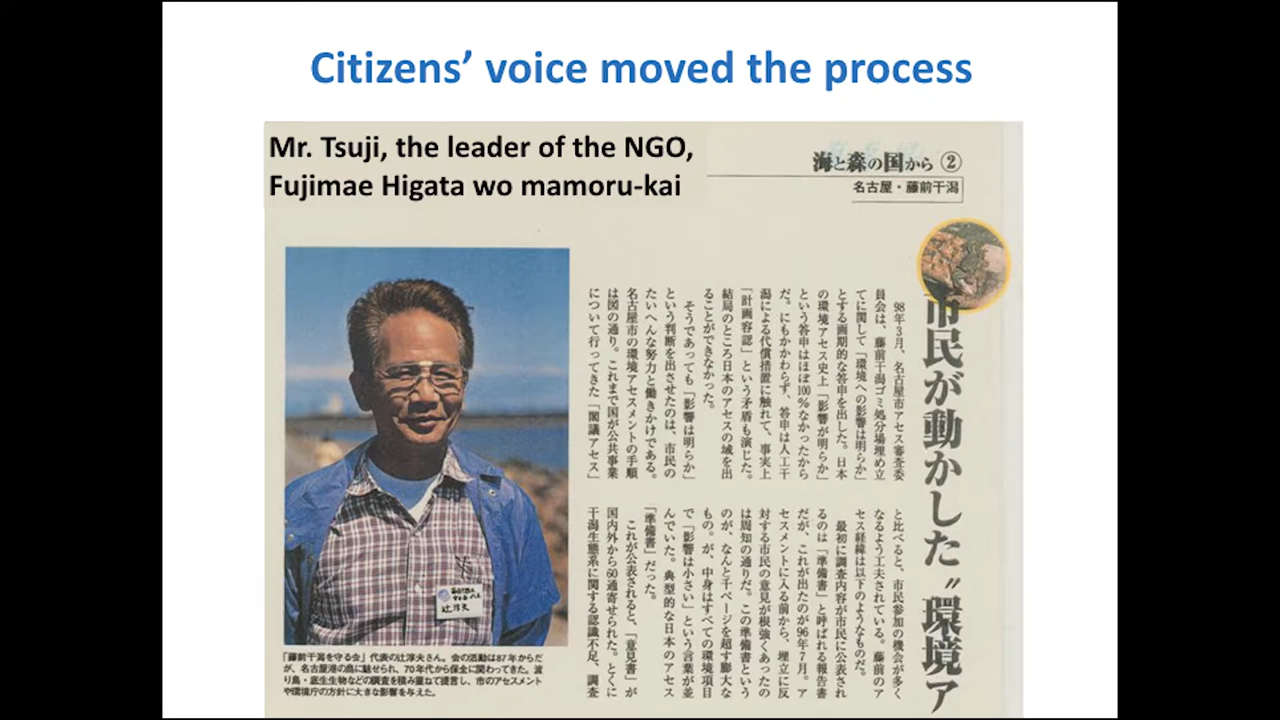 Citizens' voice moved the process
Mr. Tsuji, the leader of the NGO,
Fujimae Higata wo mamoru-kai
海と森の国から②
名古屋・藤前干潟
市民が動かした〝環境ア
98年3月、名古屋市アセス審査委
員会は、藤前干潟ゴミ処分場埋め立
てに関して「環境への影響は明らか」
とする画期的な答申を出した。日本
の環境アセス史上「影響が明らか」
という答申はほぼ100%なかったから
だ。にもかかわらず、答申は人工干
潟による代償措置に触れて、事実上
「計画容認」という矛盾も演じた。
結局のところ日本のアセスの域を出
ることができなかった。
そうであっても「影響は明らか」
という判断を出させたのは、市民の
たいへんな努力と働きかけである。
名古屋市の環境アセスメントの手順
は図の通り。これまで国が公共事業
について行ってきた「閣議アセス」
と比べると、市民参加の機会が多く
なるよう工夫されている。藤前のア
セス経緯は以下のようなものだ。
最初に調査内容が市民に公表され
るのは「準備書」と呼ばれる報告書
だが、これが出たのが96年7月。ア
セスメントに入る前から、埋立に反
対する市民の意見が根強くあったの
は周知の通りだ。この準備書という
のが、なんと千ページを超す膨大な
もの。が、中身はすべての環境項目
で「影響は小さい」という言葉が並
んでいた。典型的な日本のアセス
「準備書」だった。
これが公表されると、「意見書」が
国内外から60通寄せられた。とくに
干潟生態系に関する認識不足、調査
辻淳夫
「藤前干潟を守る会」代表の辻淳夫さん。会の活動は87年からだ
が、名古屋港の鳥に魅せられ、70年代から保全に関わってきた。渡
り鳥・底生生物などの調査を積み重ねて提言し、市のアセスメント
や環境庁の方針に大きな影響を与えた。